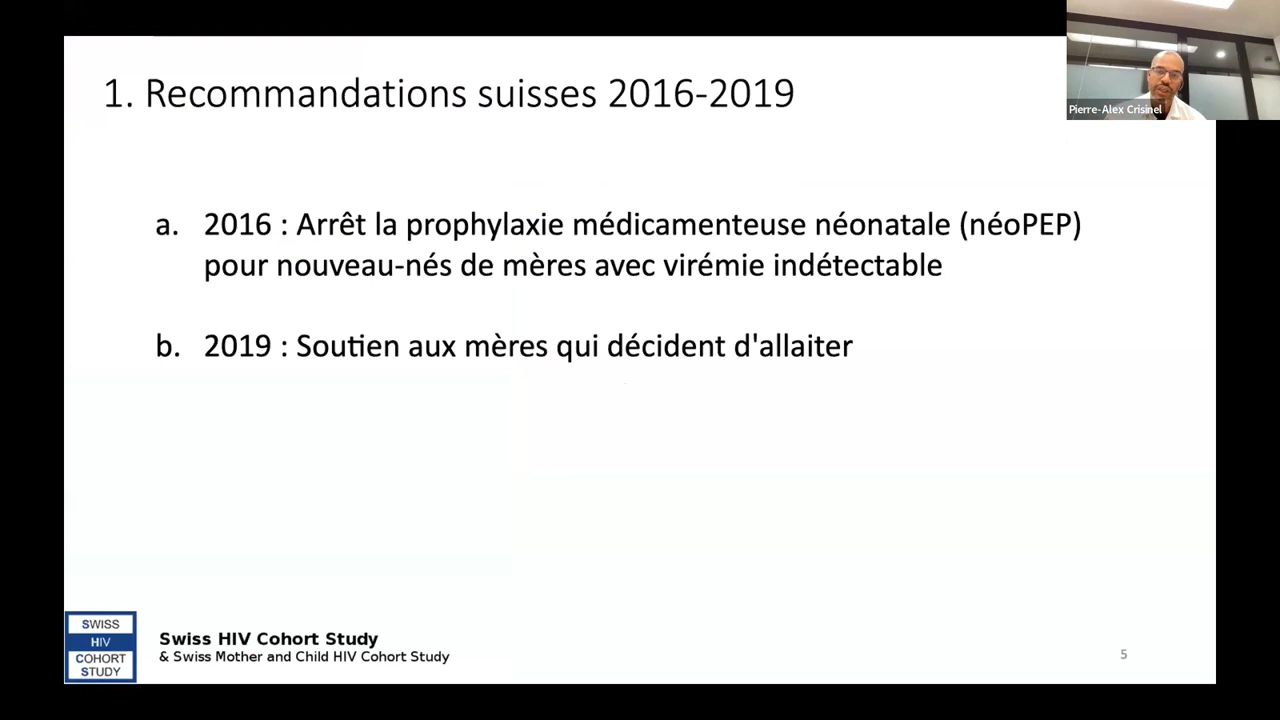 1. Recommandations suisses 2016-2019
Pierre-Alex Crisinel
a. 2016 : Arrêt la prophylaxie médicamenteuse néonatale (néoPEP)
pour nouveau-nés de mères avec virémie indétectable
b. 2019 : Soutien aux mères qui décident d'allaiter
SWISS
HIV
COHORT
STUDY
Swiss HIV Cohort Study
& Swiss Mother and Child HIV Cohort Study
5